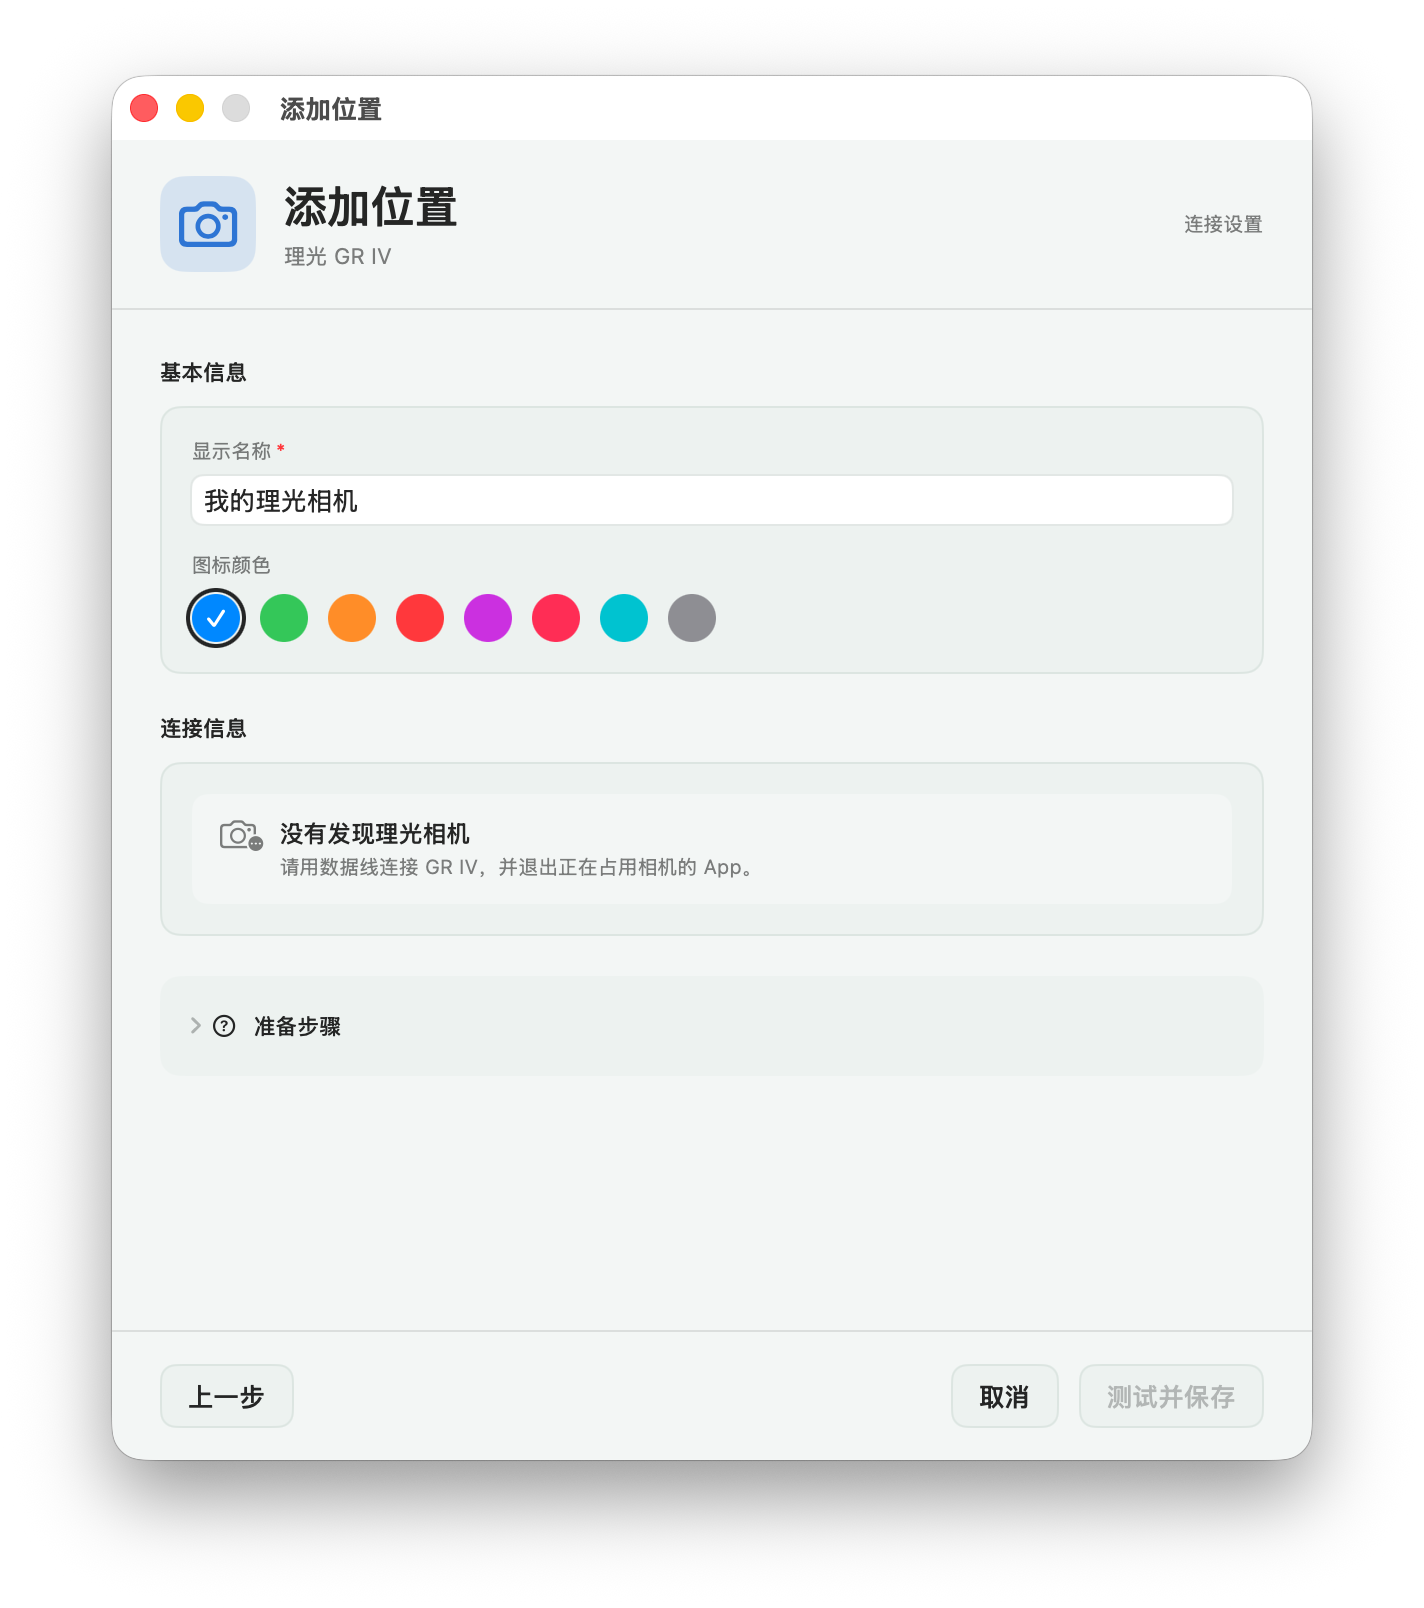 添加位置
添加位置
理光 GR IV
连接设置
基本信息
显示名称 *
我的理光相机
图标颜色
连接信息
没有发现理光相机
请用数据线连接 GR IV，并退出正在占用相机的 App。
准备步骤
上一步
取消
测试并保存